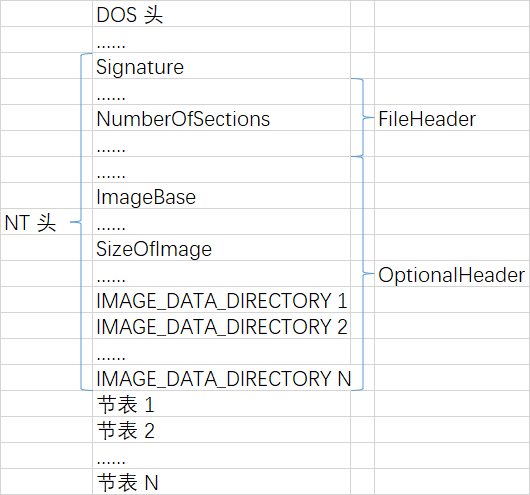 DOS 头
......
Signature
......
NumberOfSections
FileHeader
......
......
ImageBase
NT 头
......
SizeOfImage
......
OptionalHeader
IMAGE_DATA_DIRECTORY 1
IMAGE_DATA_DIRECTORY 2
......
IMAGE_DATA_DIRECTORY N
节表 1
节表 2
......
节表 N